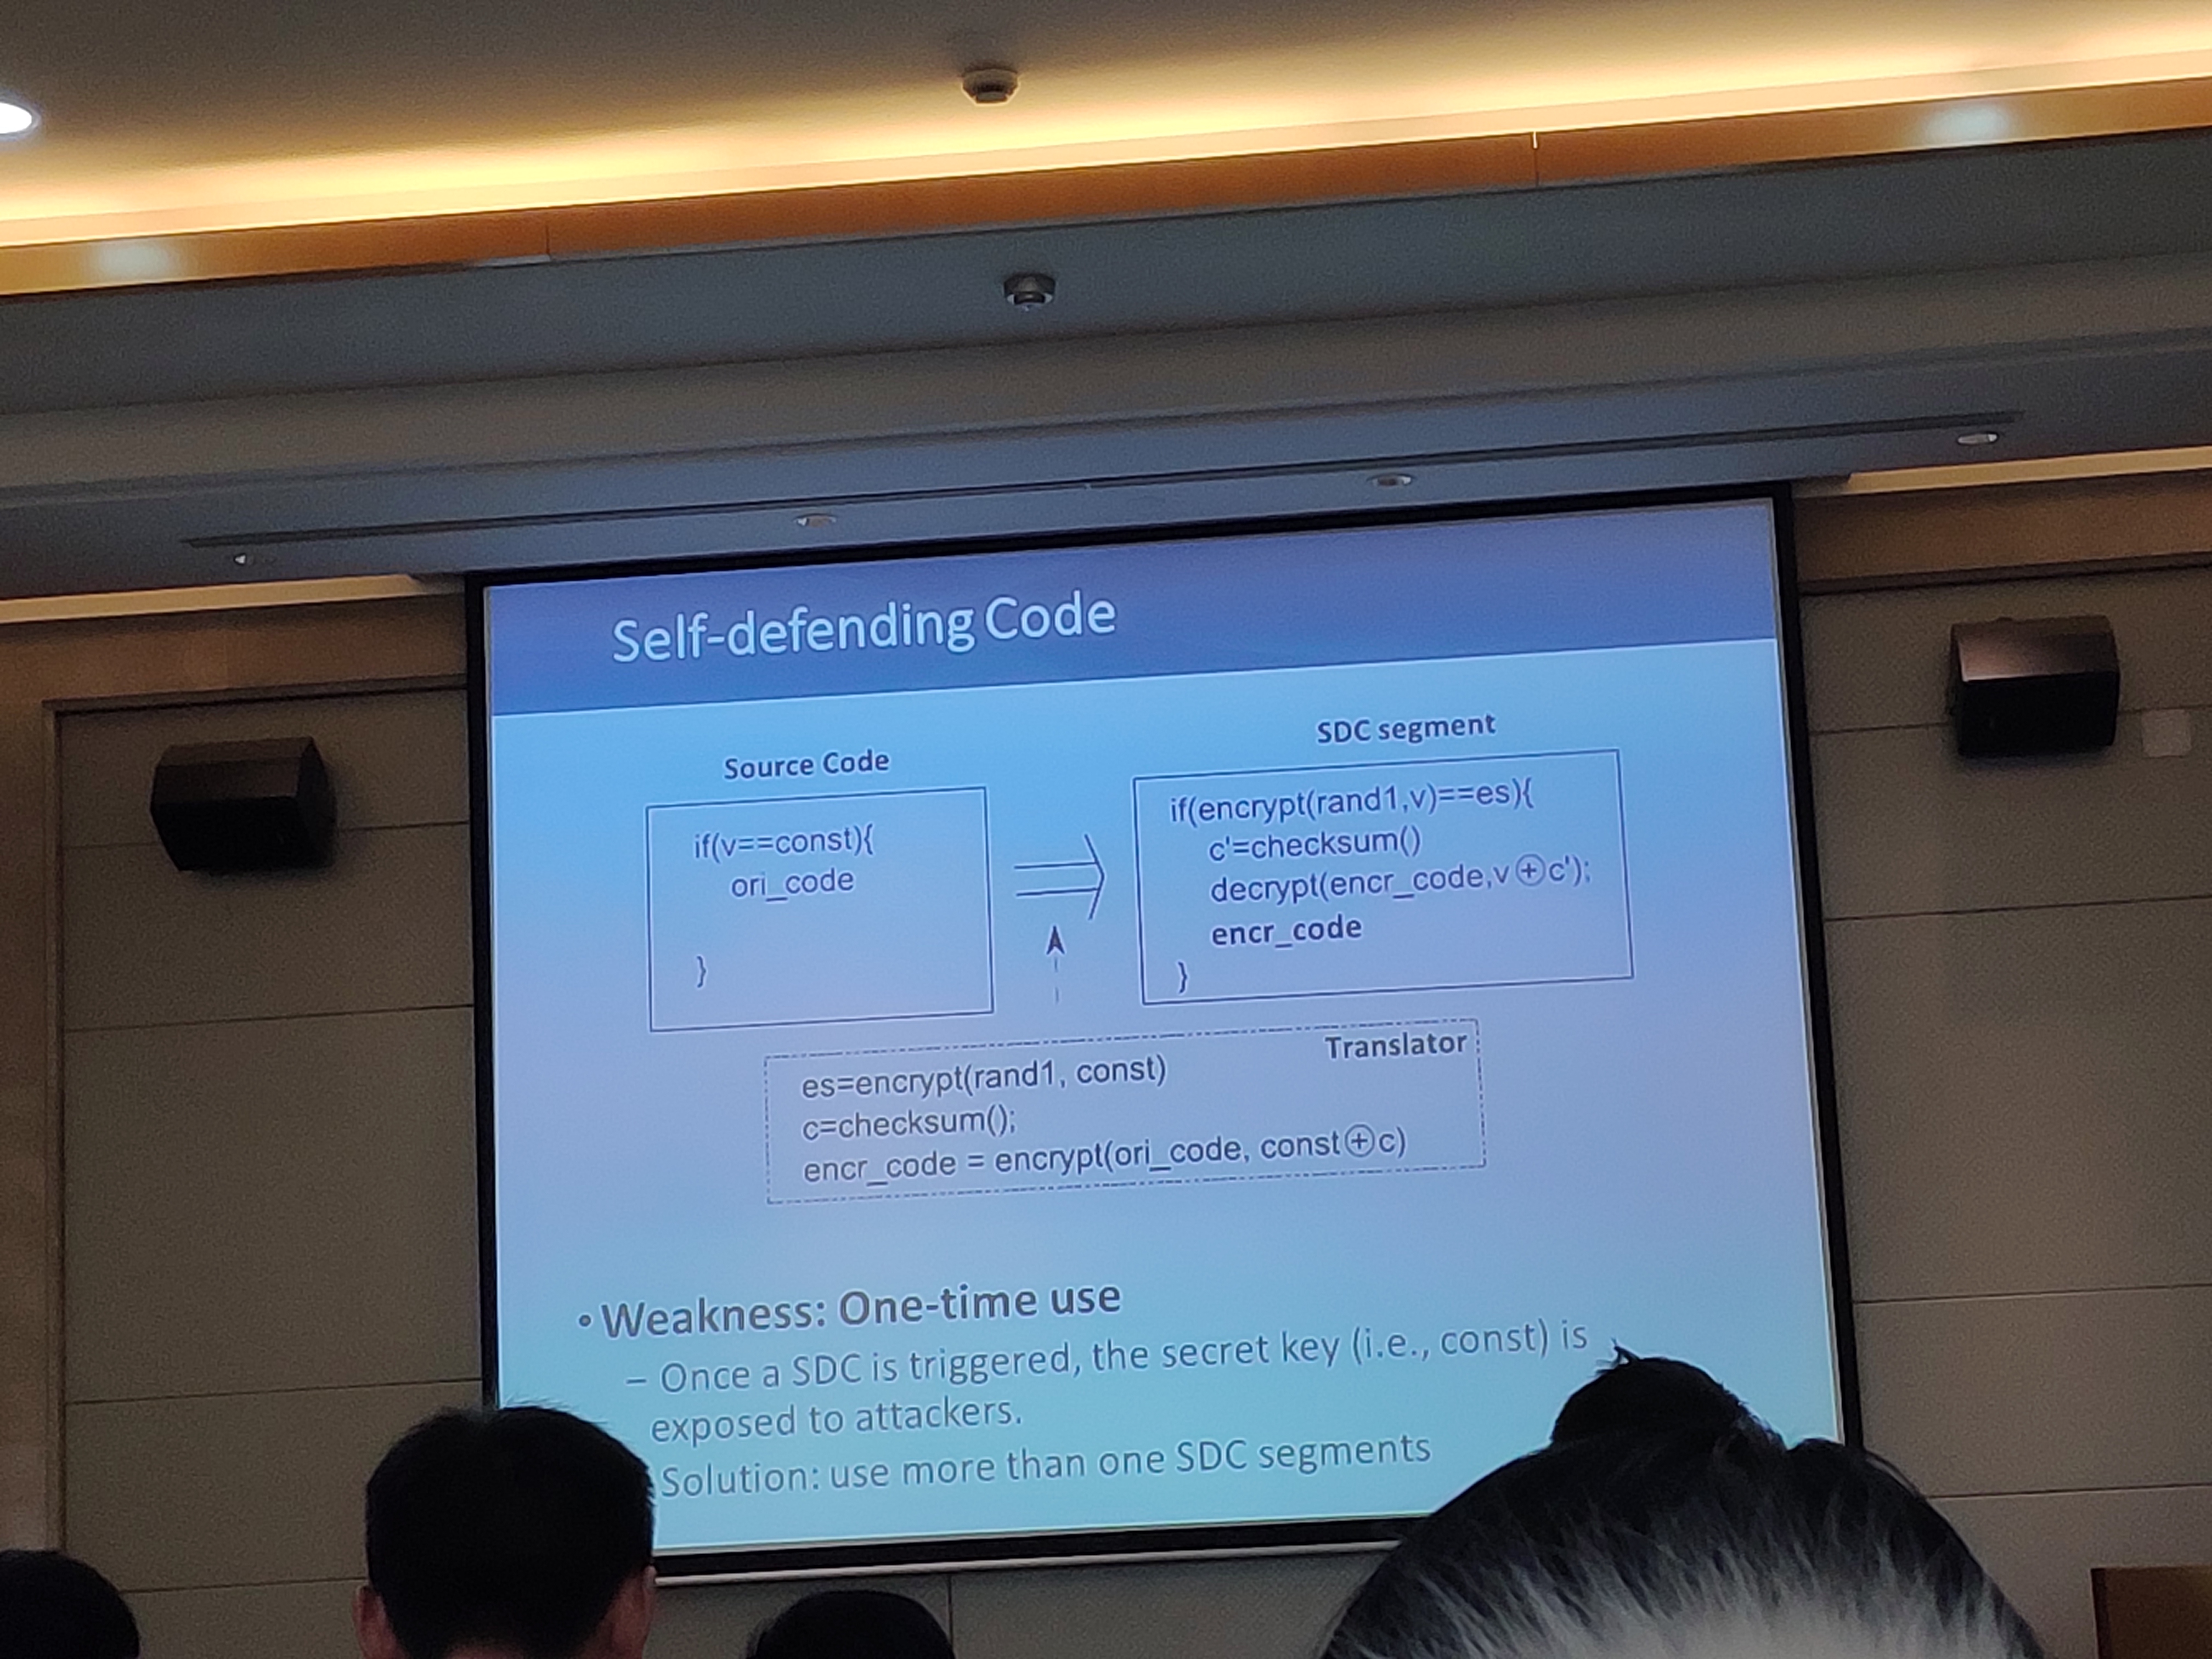 Self-defending Code
Source Code
if(v==const){
ori_code
}
SDC segment
if(encrypt(rand1,v)==es){
c'=checksum()
decrypt(encr_code,v⊕c');
encr_code
}
Translator
es=encrypt(rand1, const)
c=checksum();
encr_code = encrypt(ori_code, const⊕c)
• Weakness: One-time use
– Once a SDC is triggered, the secret key (i.e., const) is
exposed to attackers.
Solution: use more than one SDC segments